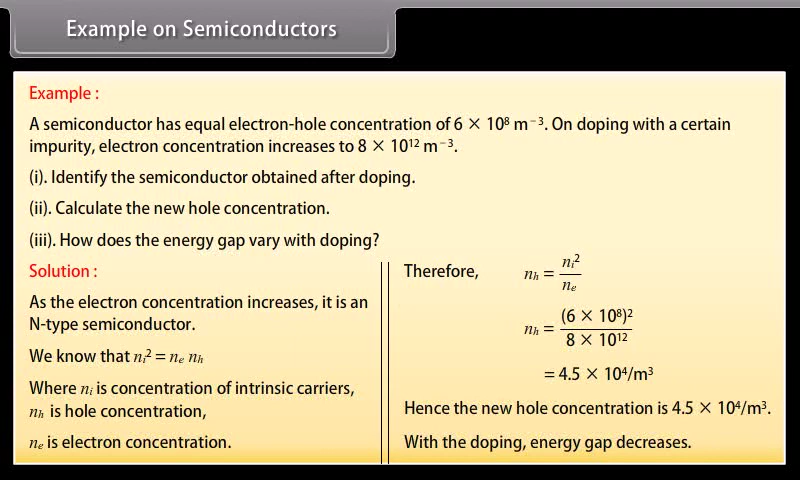 Example on Semiconductors
Example :
A semiconductor has equal electron-hole concentration of 6 × 10⁸ m⁻³. On doping with a certain
impurity, electron concentration increases to 8 × 10¹² m⁻³.
(i). Identify the semiconductor obtained after doping.
(ii). Calculate the new hole concentration.
(iii). How does the energy gap vary with doping?
Solution :
As the electron concentration increases, it is an
N-type semiconductor.
We know that nᵢ² = nₑ nₕ
Where nᵢ is concentration of intrinsic carriers,
nₕ is hole concentration,
nₑ is electron concentration.
Therefore, nₕ = nᵢ² / nₑ
nₕ = (6 × 10⁸)² / 8 × 10¹²
= 4.5 × 10⁴/m³
Hence the new hole concentration is 4.5 × 10⁴/m³.
With the doping, energy gap decreases.